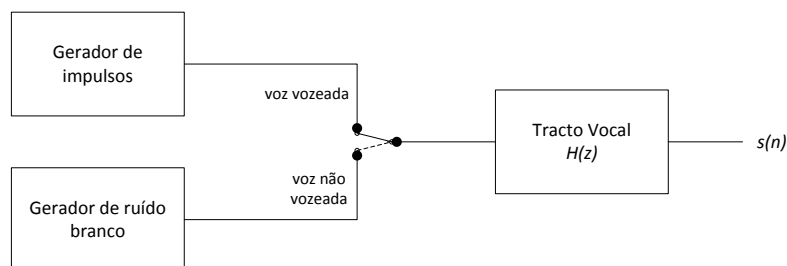 Gerador de
impulsos
voz vozeada
Tracto Vocal
H(z)
s(n)
voz não
vozeada
Gerador de ruído
branco